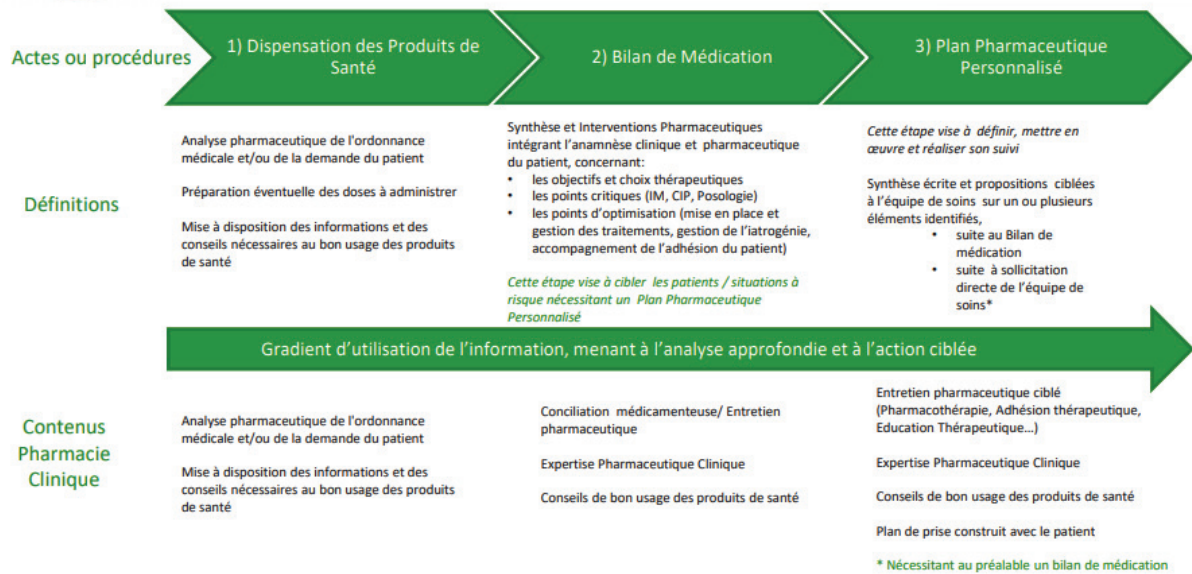 Actes ou procédures
1) Dispensation des Produits de
Santé
2) Bilan de Médication
3) Plan Pharmaceutique
Personnalisé
Définitions
Analyse pharmaceutique de l'ordonnance
médicale et/ou de la demande du patient
Préparation éventuelle des doses à administrer
Mise à disposition des informations et des
conseils nécessaires au bon usage des produits
de santé
Synthèse et Interventions Pharmaceutiques
intégrant l'anamnèse clinique et pharmaceutique
du patient, concernant:
• les objectifs et choix thérapeutiques
• les points critiques (IM, CIP, Posologie)
• les points d'optimisation (mise en place et
gestion des traitements, gestion de l'iatrogénie,
accompagnement de l'adhésion du patient)
Cette étape vise à cibler les patients / situations à
risque nécessitant un Plan Pharmaceutique
Personnalisé
Cette étape vise à définir, mettre en
œuvre et réaliser son suivi
Synthèse écrite et propositions ciblées
à l'équipe de soins sur un ou plusieurs
éléments identifiés,
• suite au Bilan de
médication
• suite à sollicitation
directe de l'équipe de
soins*
Gradient d'utilisation de l'information, menant à l'analyse approfondie et à l'action ciblée
Contenus
Pharmacie
Clinique
Analyse pharmaceutique de l'ordonnance
médicale et/ou de la demande du patient
Mise à disposition des informations et des
conseils nécessaires au bon usage des produits
de santé
Conciliation médicamenteuse/ Entretien
pharmaceutique
Expertise Pharmaceutique Clinique
Conseils de bon usage des produits de santé
Entretien pharmaceutique ciblé
(Pharmacothérapie, Adhésion thérapeutique,
Education Thérapeutique…)
Expertise Pharmaceutique Clinique
Conseils de bon usage des produits de santé
Plan de prise construit avec le patient
* Nécessitant au préalable un bilan de médication